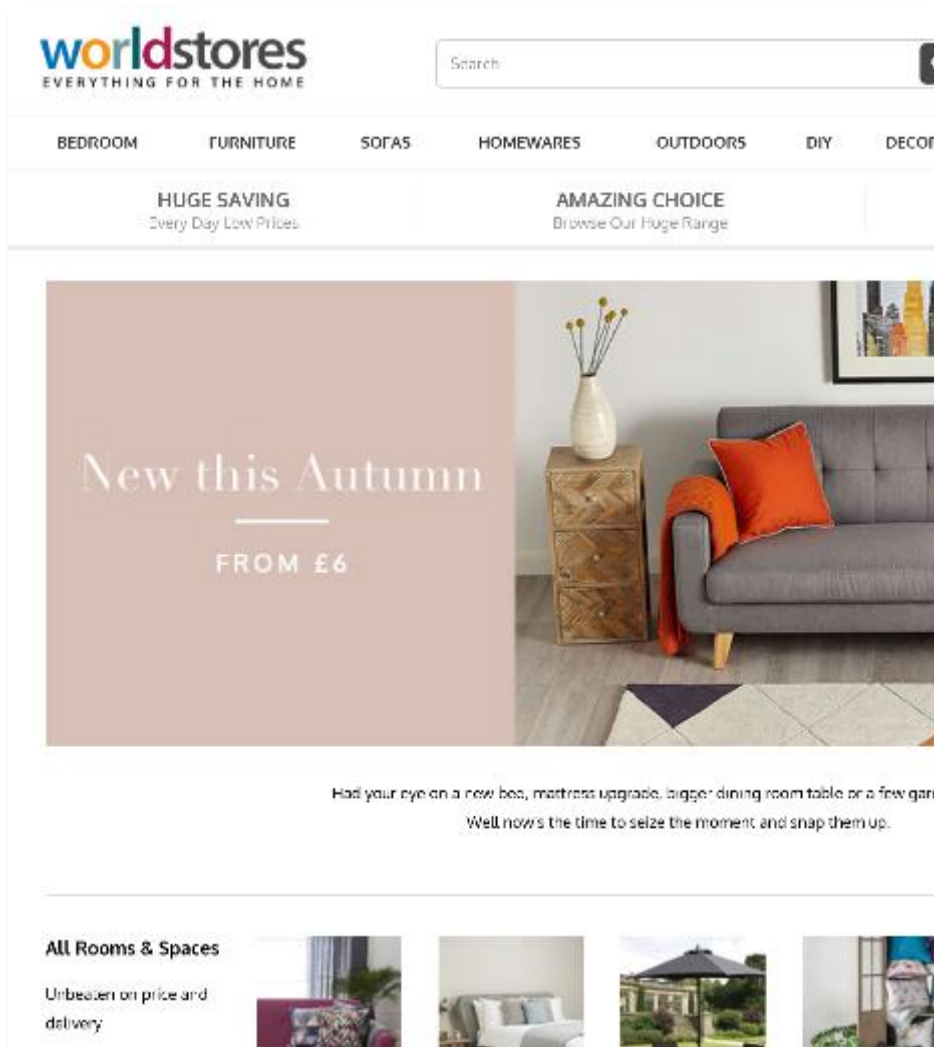 worldstores
EVERYTHING FOR THE HOME
Search
BEDROOM FURNITURE SOFAS HOMEWARES OUTDOORS DIY DECOR
HUGE SAVING
Every Day Low Prices
AMAZING CHOICE
Browse Our Huge Range
New this Autumn
FROM £6
Had your eye on a new bed, mattress upgrade, bigger dining room table or a few gar
Well now's the time to seize the moment and snap them up.
All Rooms & Spaces
Unbeaten on price and
delivery